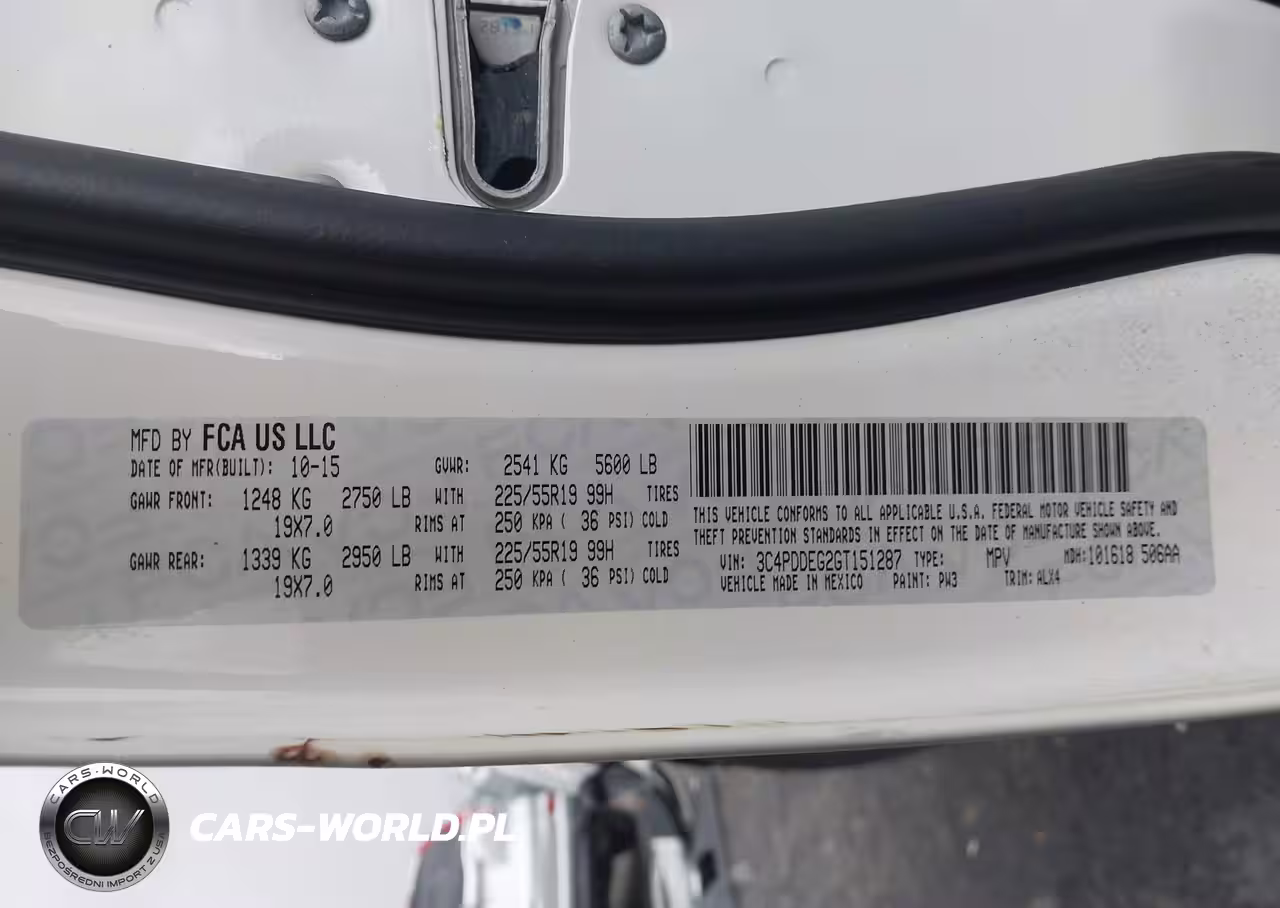 MFD BY FCA US LLC
DATE OF MFR(BUILT): 10-15 GVWR: 2541 KG 5600 LB
GAWR FRONT: 1248 KG 2750 LB WITH 225/55R19 99H TIRES
19X7.0 RIMS AT 250 KPA ( 36 PSI) COLD
GAWR REAR: 1339 KG 2950 LB WITH 225/55R19 99H TIRES
19X7.0 RIMS AT 250 KPA ( 36 PSI) COLD
THIS VEHICLE CONFORMS TO ALL APPLICABLE U.S.A. FEDERAL MOTOR VEHICLE SAFETY AND
THEFT PREVENTION STANDARDS IN EFFECT ON THE DATE OF MANUFACTURE SHOWN ABOVE.
VIN: 3C4PDDEG2GT151287 TYPE: MPV MDH:101618 506AA
VEHICLE MADE IN MEXICO PAINT: PW3 TRIM: ALX4
CARS-WORLD
CW
BEZPOŚREDNI IMPORT Z USA
CARS-WORLD.PL